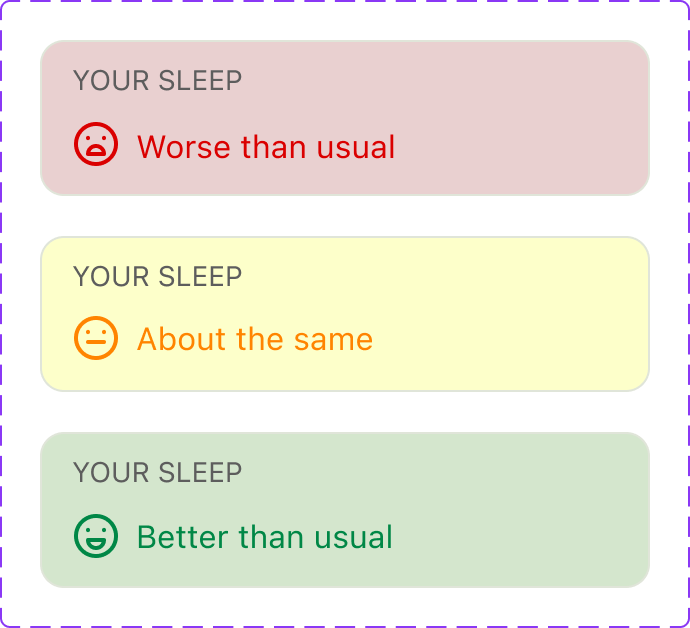 YOUR SLEEP
Worse than usual
YOUR SLEEP
About the same
YOUR SLEEP
Better than usual